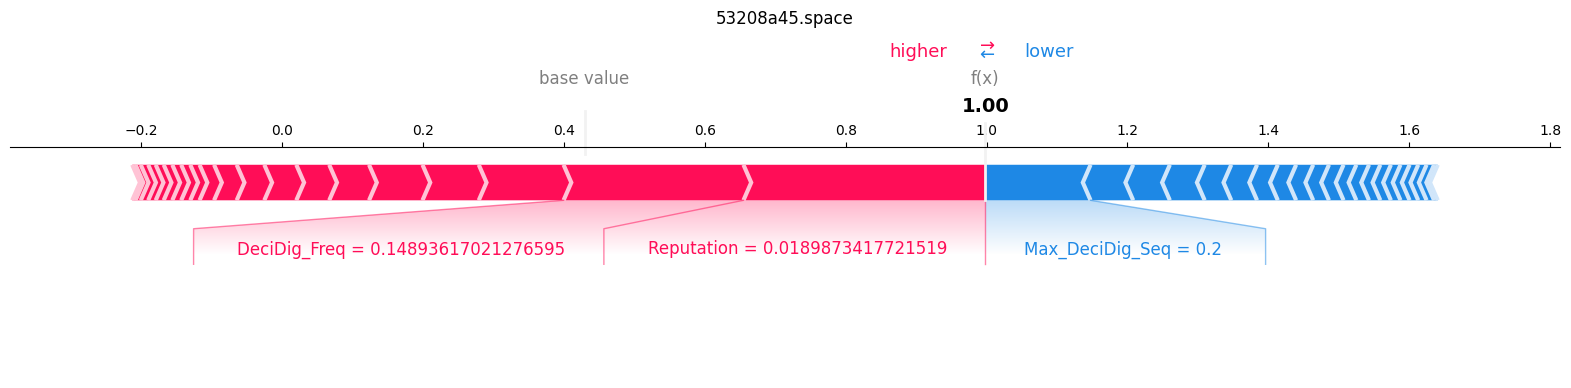 53208a45.space
higher ⇄ lower
base value f(x)
1.00
−0.2 0.0 0.2 0.4 0.6 0.8 1 0 1.2 1.4 1.6 1.8
DeciDig_Freq = 0.14893617021276595 Reputation = 0.0189873417721519 Max_DeciDig_Seq = 0.2